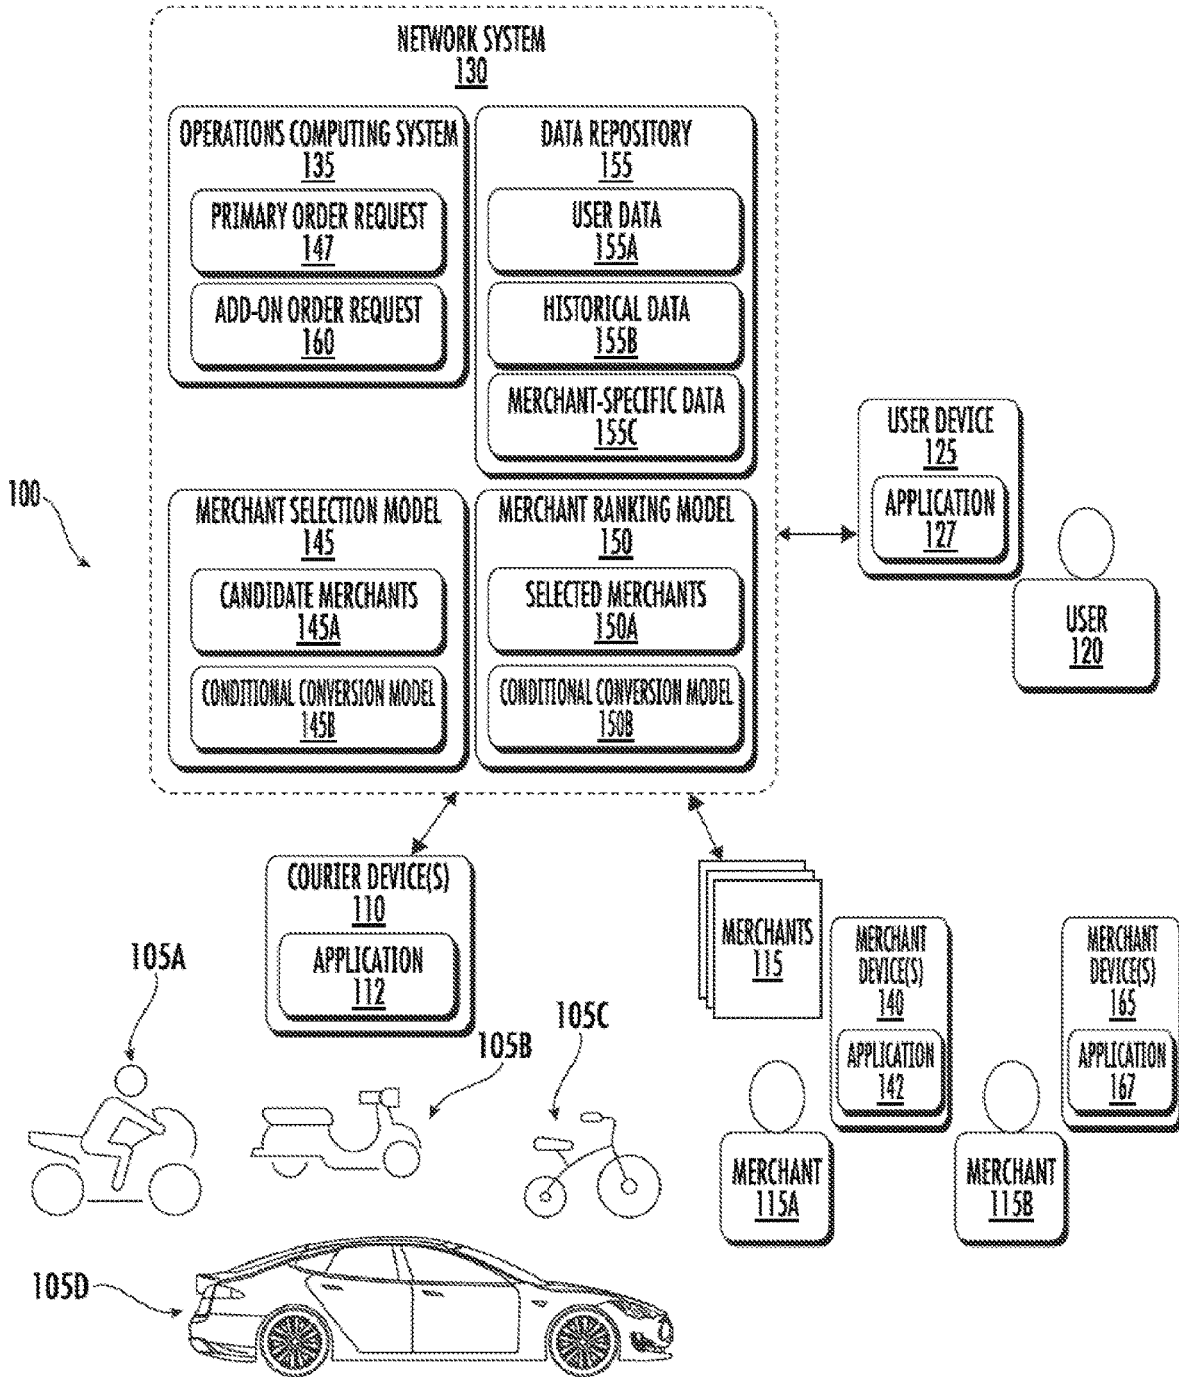 NETWORK SYSTEM
130
OPERATIONS COMPUTING SYSTEM
135
PRIMARY ORDER REQUEST
147
ADD-ON ORDER REQUEST
160
DATA REPOSITORY
155
USER DATA
155A
HISTORICAL DATA
155B
MERCHANT-SPECIFIC DATA
155C
MERCHANT SELECTION MODEL
145
CANDIDATE MERCHANTS
145A
CONDITIONAL CONVERSION MODEL
145B
MERCHANT RANKING MODEL
150
SELECTED MERCHANTS
150A
CONDITIONAL CONVERSION MODEL
150B
100
USER DEVICE
125
APPLICATION
127
USER
120
COURIER DEVICE(S)
110
APPLICATION
112
MERCHANTS
115
MERCHANT
DEVICE(S)
140
APPLICATION
142
MERCHANT
DEVICE(S)
165
APPLICATION
167
MERCHANT
115A
MERCHANT
115B
105A
105B
105C
105D